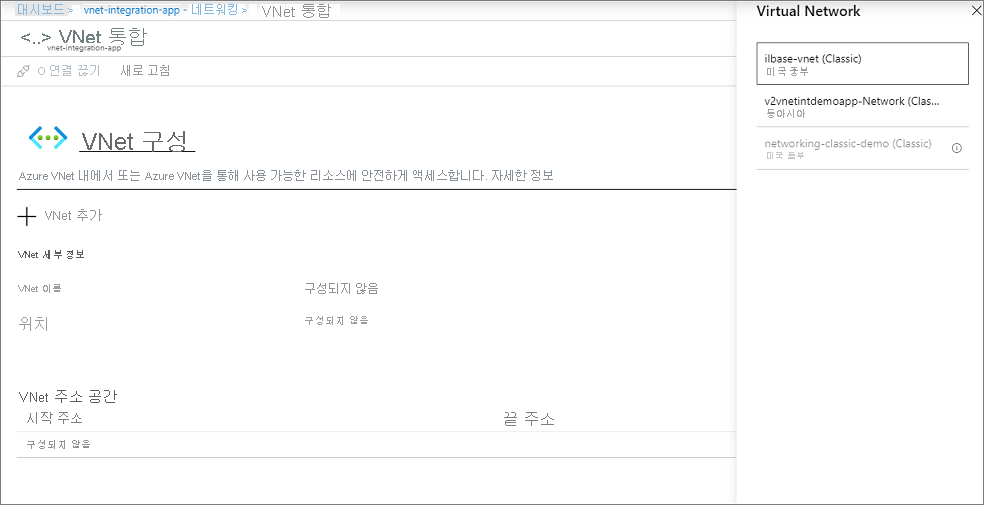 대시보드 > vnet-integration-app - 네트워킹 > VNet 통합
<..> VNet 통합
vnet-integration-app
연결 끊기 새로 고침
VNet 구성
Azure VNet 내에서 또는 Azure VNet을 통해 사용 가능한 리소스에 안전하게 액세스합니다. 자세한 정보
VNet 추가
VNet 세부 정보
VNet 이름 구성되지 않음
위치 구성되지 않음
VNet 주소 공간
시작 주소 끝 주소
구성되지 않음
Virtual Network
ilbase-vnet (Classic)
미국 중부
v2vnetintdemoapp-Network (Clas...
동아시아
networking-classic-demo (Classic)
미국